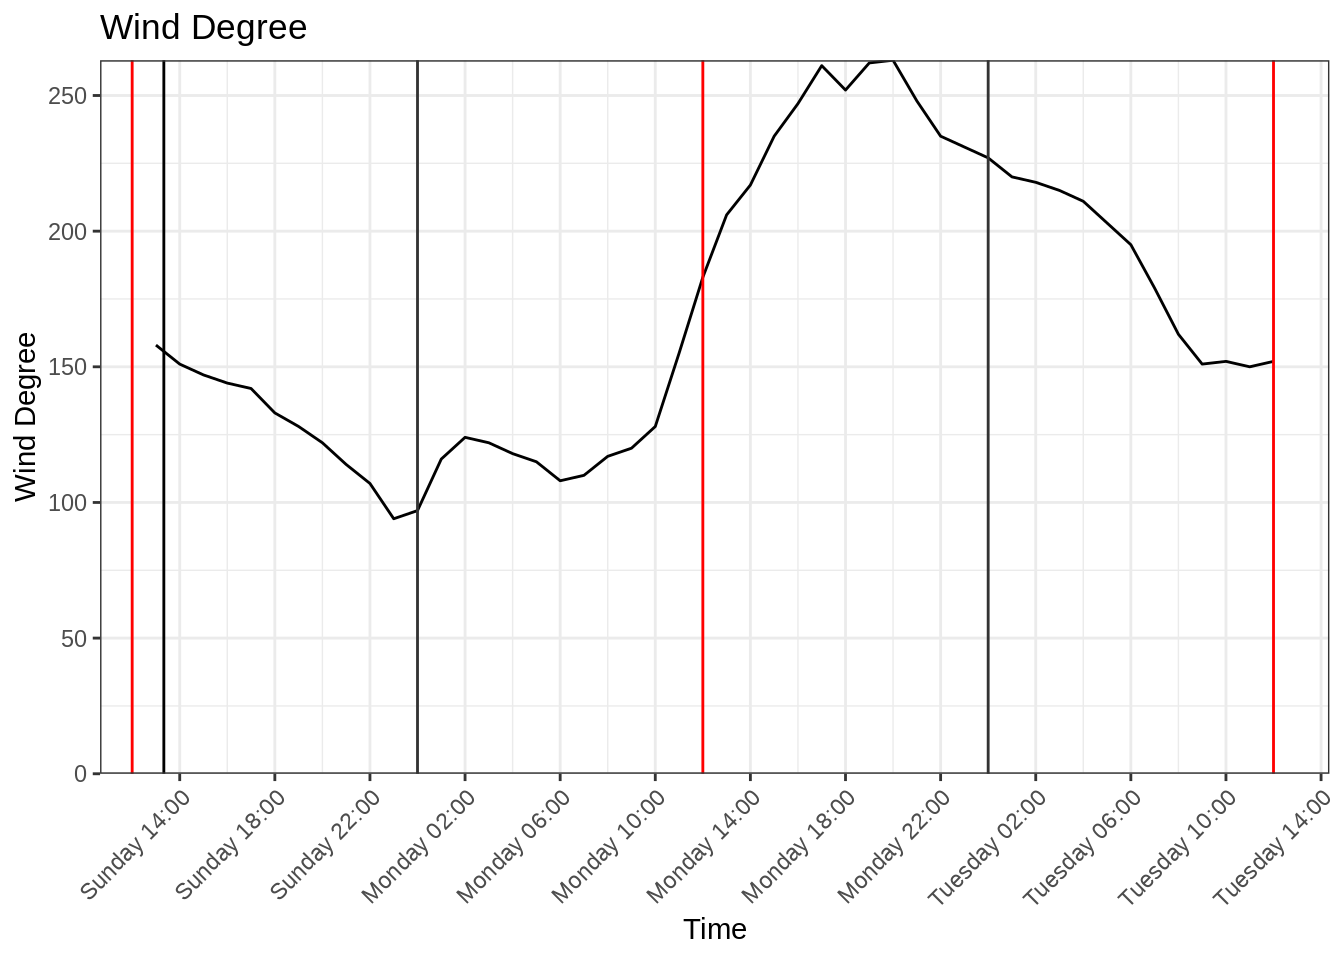 Wind Degree
Wind Degree
250
200
150
100
50
0
Sunday 14:00
Sunday 18:00
Sunday 22:00
Monday 02:00
Monday 06:00
Monday 10:00
Monday 14:00
Monday 18:00
Monday 22:00
Tuesday 02:00
Tuesday 06:00
Tuesday 10:00
Tuesday 14:00
Time